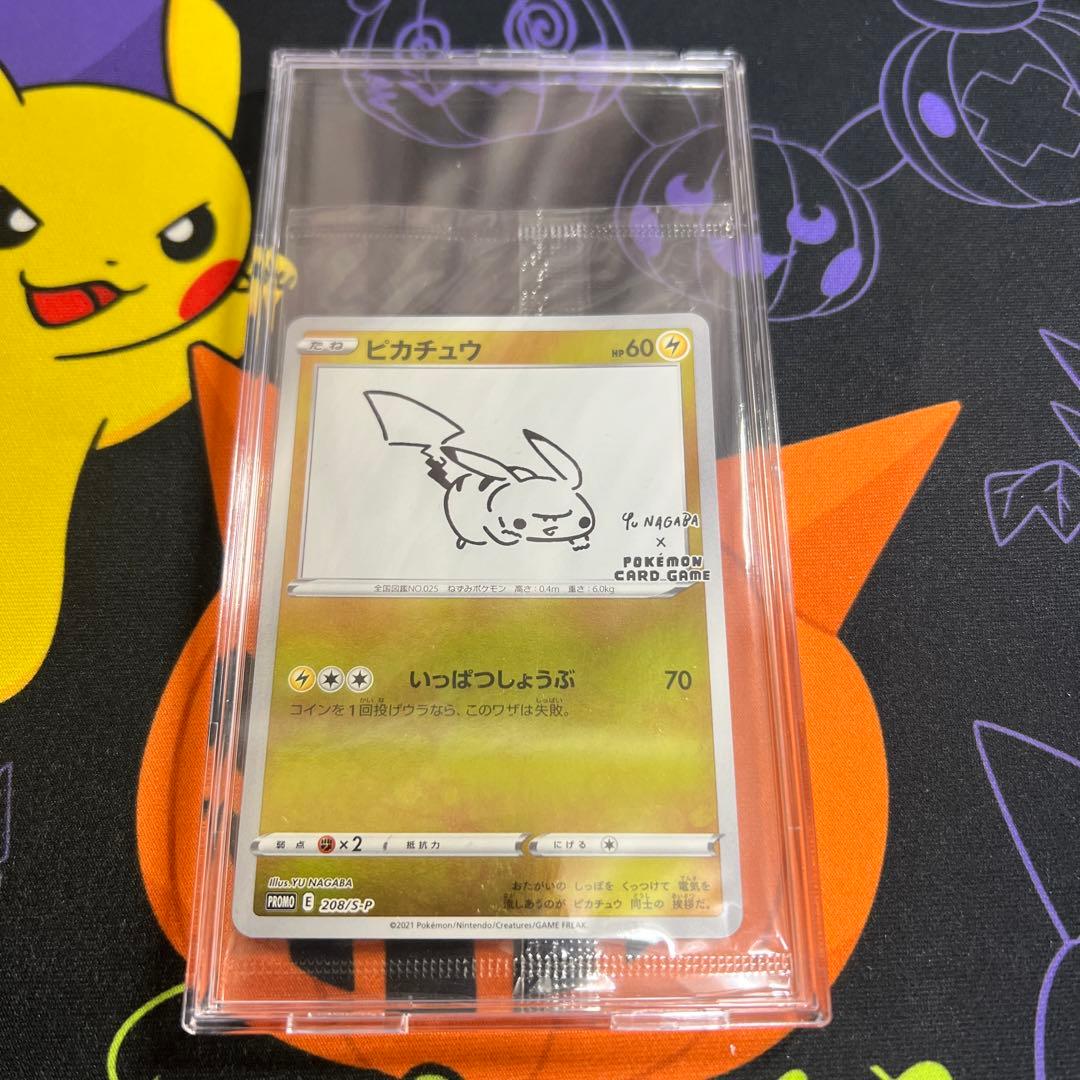 たね ピカチュウ HP60
Yu NAGABA
×
POKÉMON
CARD GAME
全国図鑑NO.025 ねずみポケモン 高さ:0.4m 重さ:6.0kg
いっぱつしょうぶ 70
コインを1回投げウラなら、このワザは失敗。
弱点 ×2 抵抗力 にげる
Illus.YU NAGABA
おたがいの しっぽを くっつけて 電気を
流しあうのが ピカチュウ 同士の 挨拶だ。
PROMO E 208/S-P
©2021 Pokémon/Nintendo/Creatures/GAME FREAK.